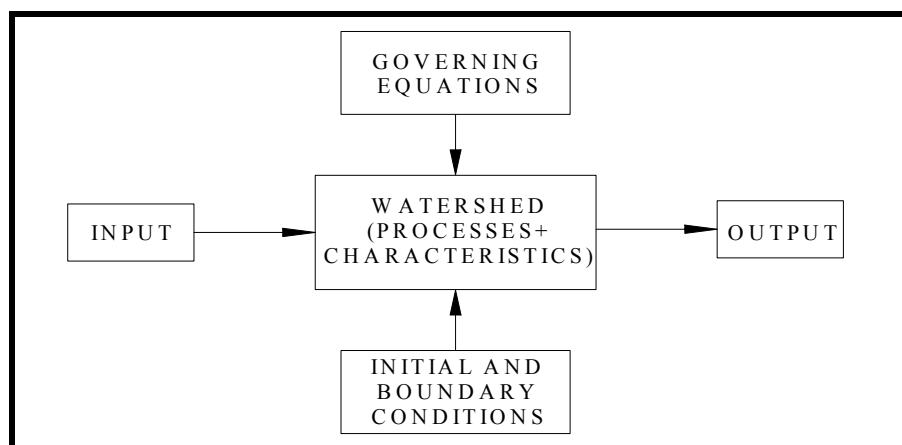 GOVERNING
EQUATIONS
WATERSHED
(PROCESSES+
CHARACTERISTICS)
INPUT
OUTPUT
INITIAL AND
BOUNDARY
CONDITIONS